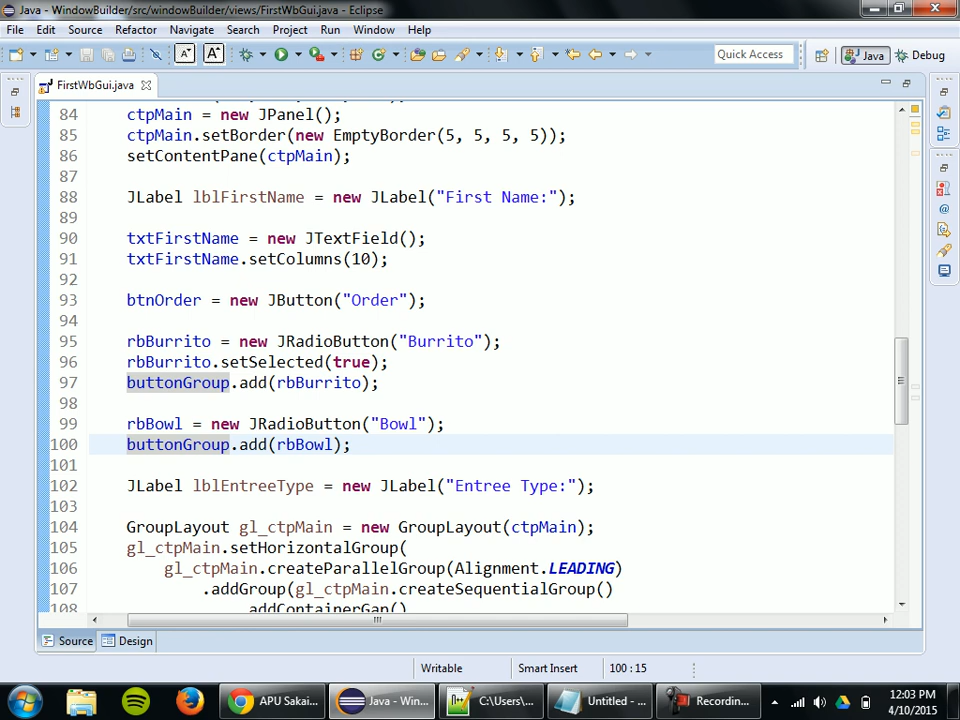 Java - WindowBuilder/src/windowBuilder/views/FirstWbGui.java - Eclipse
File Edit Source Refactor Navigate Search Project Run Window Help
Quick Access Java Debug
FirstWbGui.java
84 ctpMain = new JPanel();
85 ctpMain.setBorder(new EmptyBorder(5, 5, 5, 5));
86 setContentPane(ctpMain);
87
88 JLabel lblFirstName = new JLabel("First Name:");
89
90 txtFirstName = new JTextField();
91 txtFirstName.setColumns(10);
92
93 btnOrder = new JButton("Order");
94
95 rbBurrito = new JRadioButton("Burrito");
96 rbBurrito.setSelected(true);
97 buttonGroup.add(rbBurrito);
98
99 rbBowl = new JRadioButton("Bowl");
100 buttonGroup.add(rbBowl);
101
102 JLabel lblEntreeType = new JLabel("Entree Type:");
103
104 GroupLayout gl_ctpMain = new GroupLayout(ctpMain);
105 gl_ctpMain.setHorizontalGroup(
106 gl_ctpMain.createParallelGroup(Alignment.LEADING)
107 .addGroup(gl_ctpMain.createSequentialGroup()
108 .addContainerGap()
Source Design
Writable Smart Insert 100 : 15
APU Sakai... Java - Win... C:\Users\... Untitled - ... Recording... 12:03 PM
4/10/2015